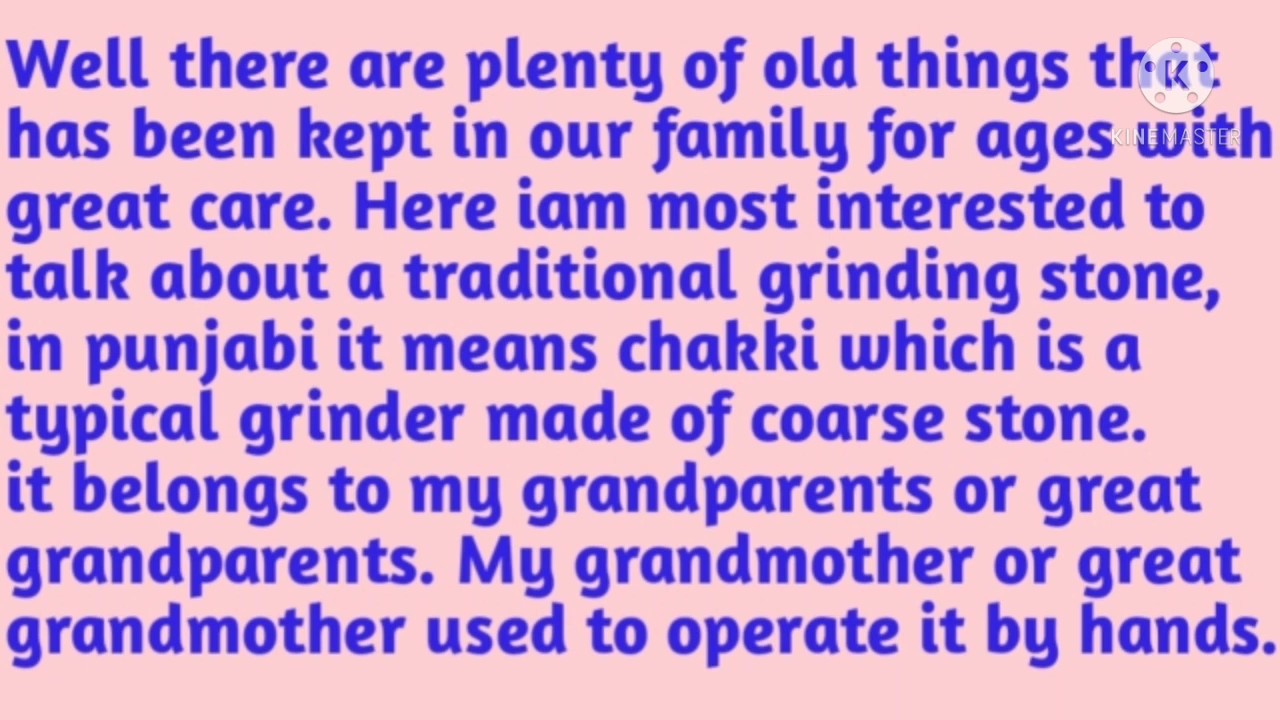 Well there are plenty of old things that
has been kept in our family for ages with
great care. Here iam most interested to
talk about a traditional grinding stone,
in punjabi it means chakki which is a
typical grinder made of coarse stone.
it belongs to my grandparents or great
grandparents. My grandmother or great
grandmother used to operate it by hands.
K
KINEMASTER